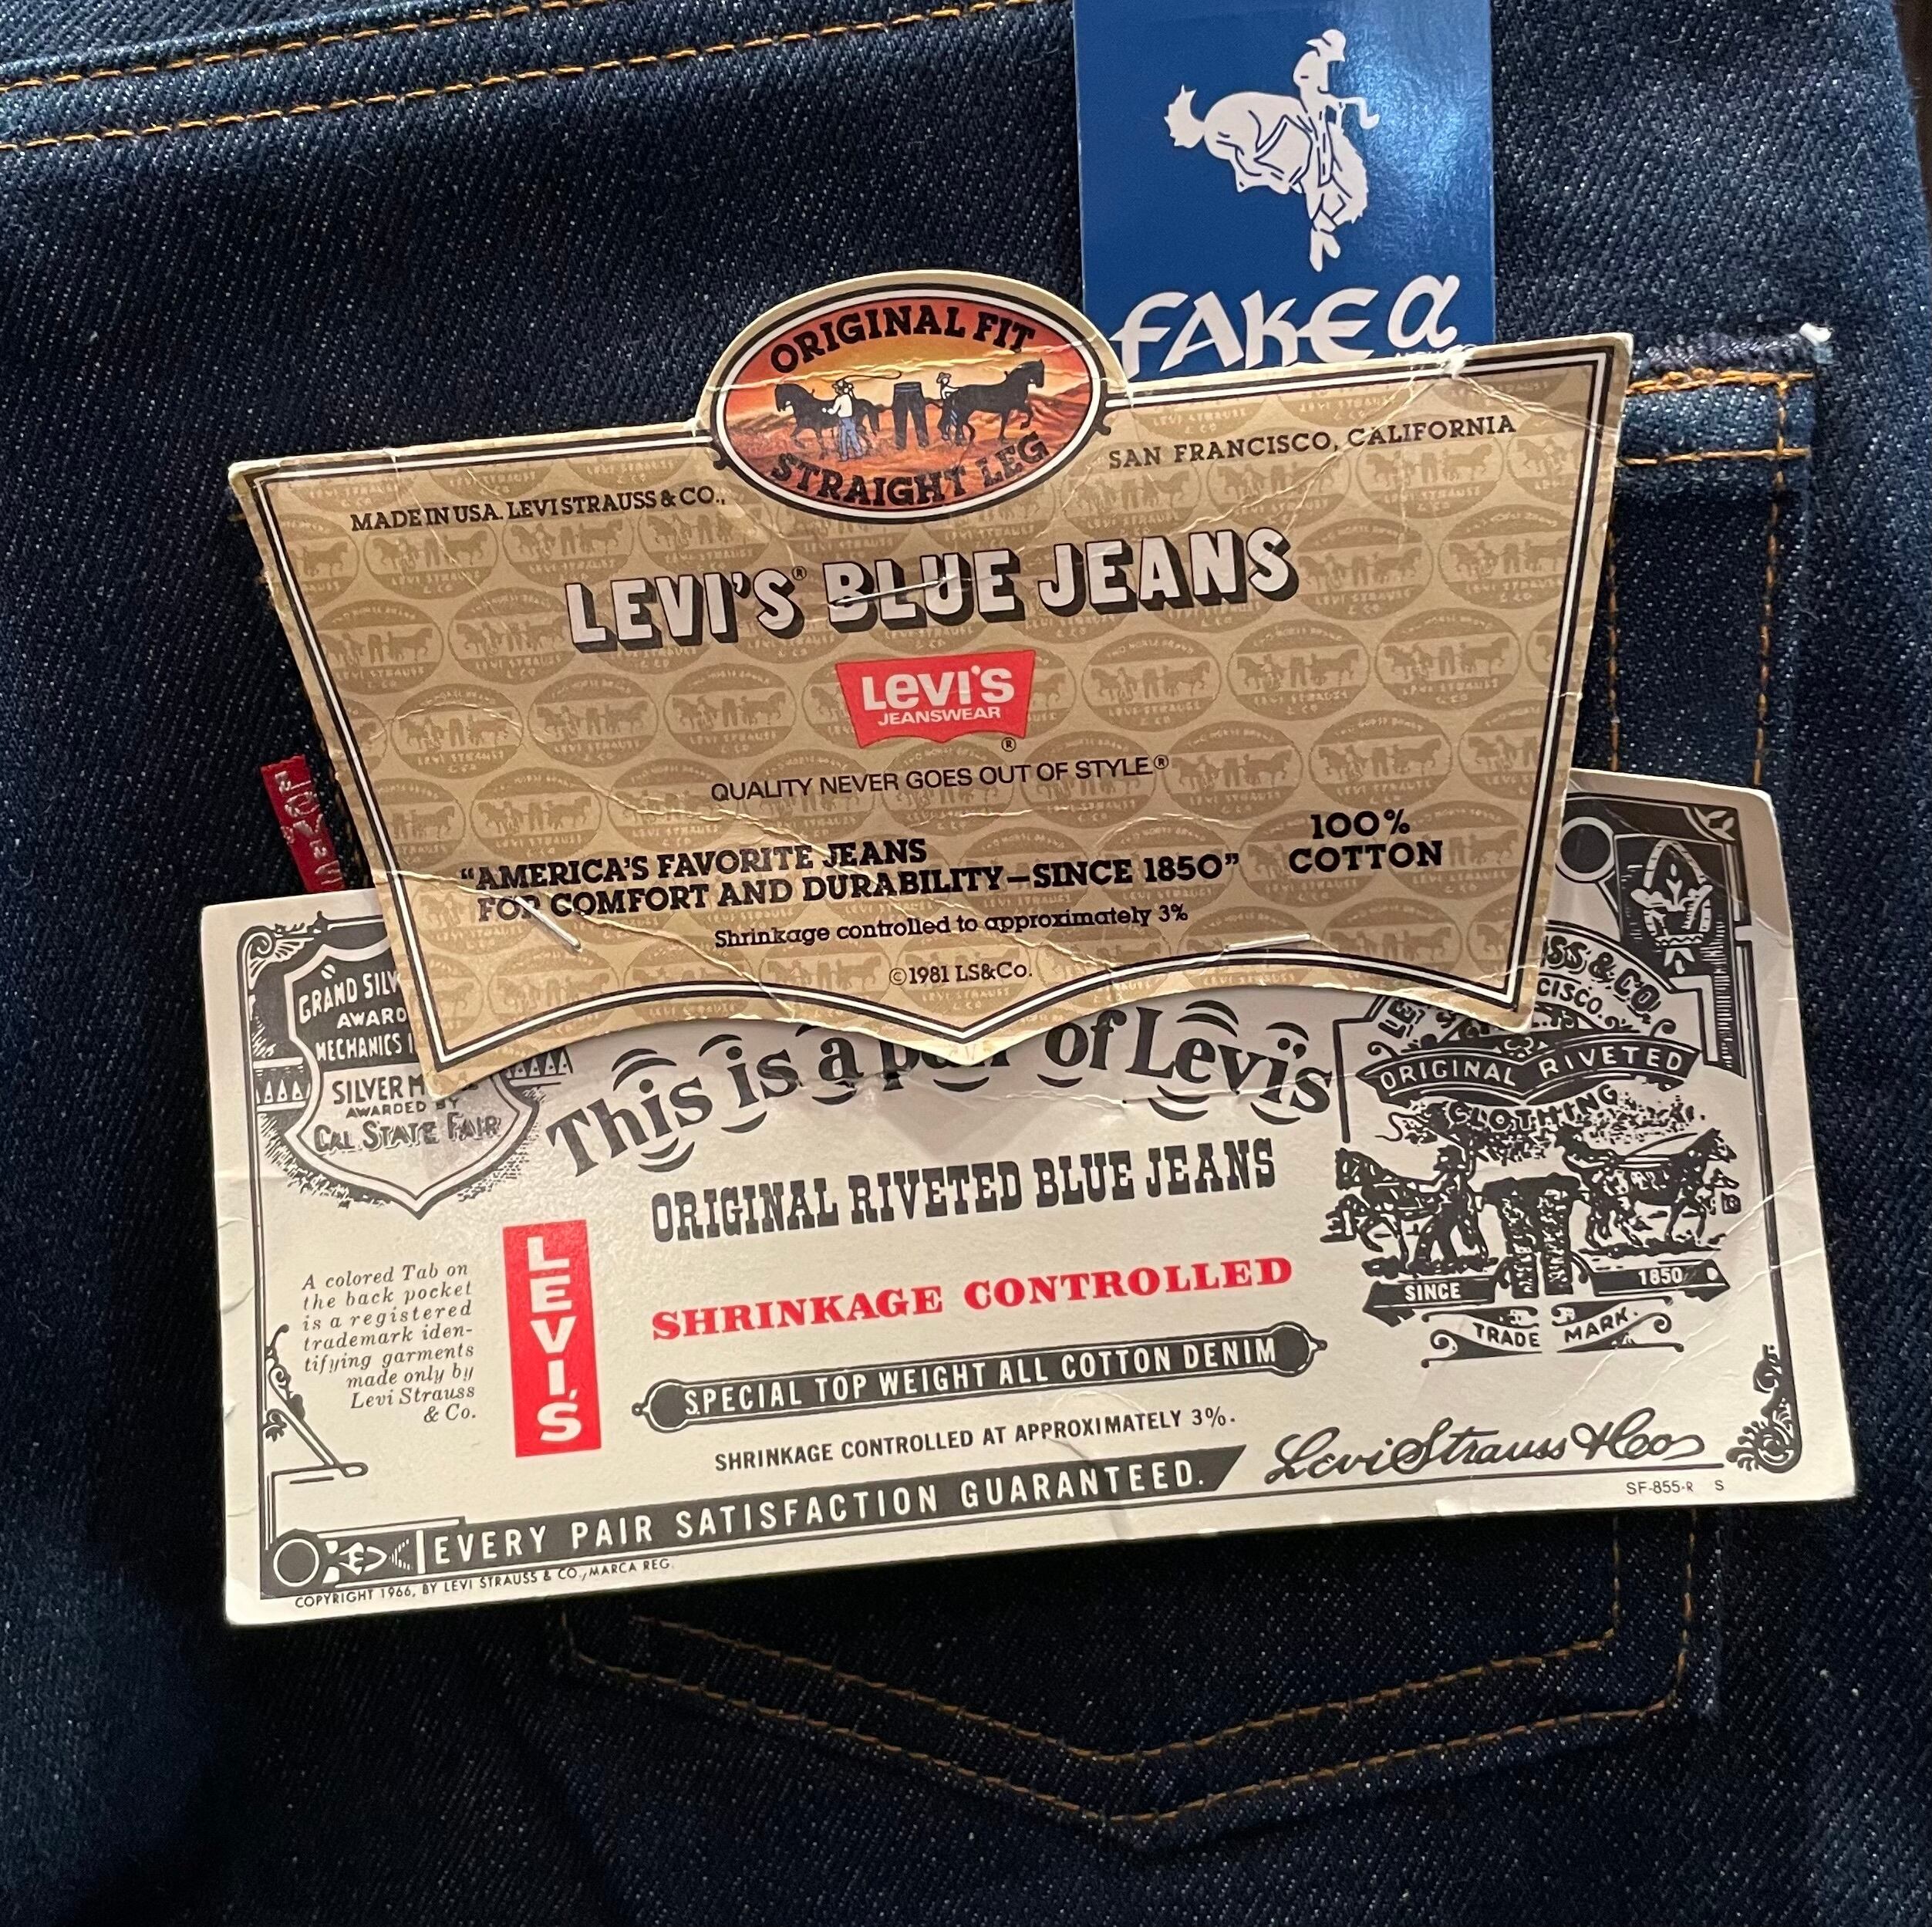 FAKE α
ORIGINAL FIT
STRAIGHT LEG
MADE IN USA. LEVI STRAUSS & CO.,
SAN FRANCISCO, CALIFORNIA
LEVI'S® BLUE JEANS
Levi's
JEANSWEAR
®
QUALITY NEVER GOES OUT OF STYLE®
"AMERICA'S FAVORITE JEANS
FOR COMFORT AND DURABILITY—SINCE 1850"
100%
COTTON
Shrinkage controlled to approximately 3%
©1981 LS&Co.
LEVI'S
GRAND SILV
AWARD
MECHANICS I
SILVER M
AWARDED BY
CAL STATE FAIR
This is a pair of Levi's
ORIGINAL RIVETED BLUE JEANS
SHRINKAGE CONTROLLED
SPECIAL TOP WEIGHT ALL COTTON DENIM
SHRINKAGE CONTROLLED AT APPROXIMATELY 3%.
EVERY PAIR SATISFACTION GUARANTEED.
COPYRIGHT 1966, BY LEVI STRAUSS & CO., MARCA REG.
A colored Tab on
the back pocket
is a registered
trademark iden-
tifying garments
made only by
Levi Strauss
& Co.
LEVI'S
SS & CO.
CISCO.
ORIGINAL RIVETED
CLOTHING
SINCE 1850
TRADE MARK.
Levi Strauss & Co
SF-855-R S